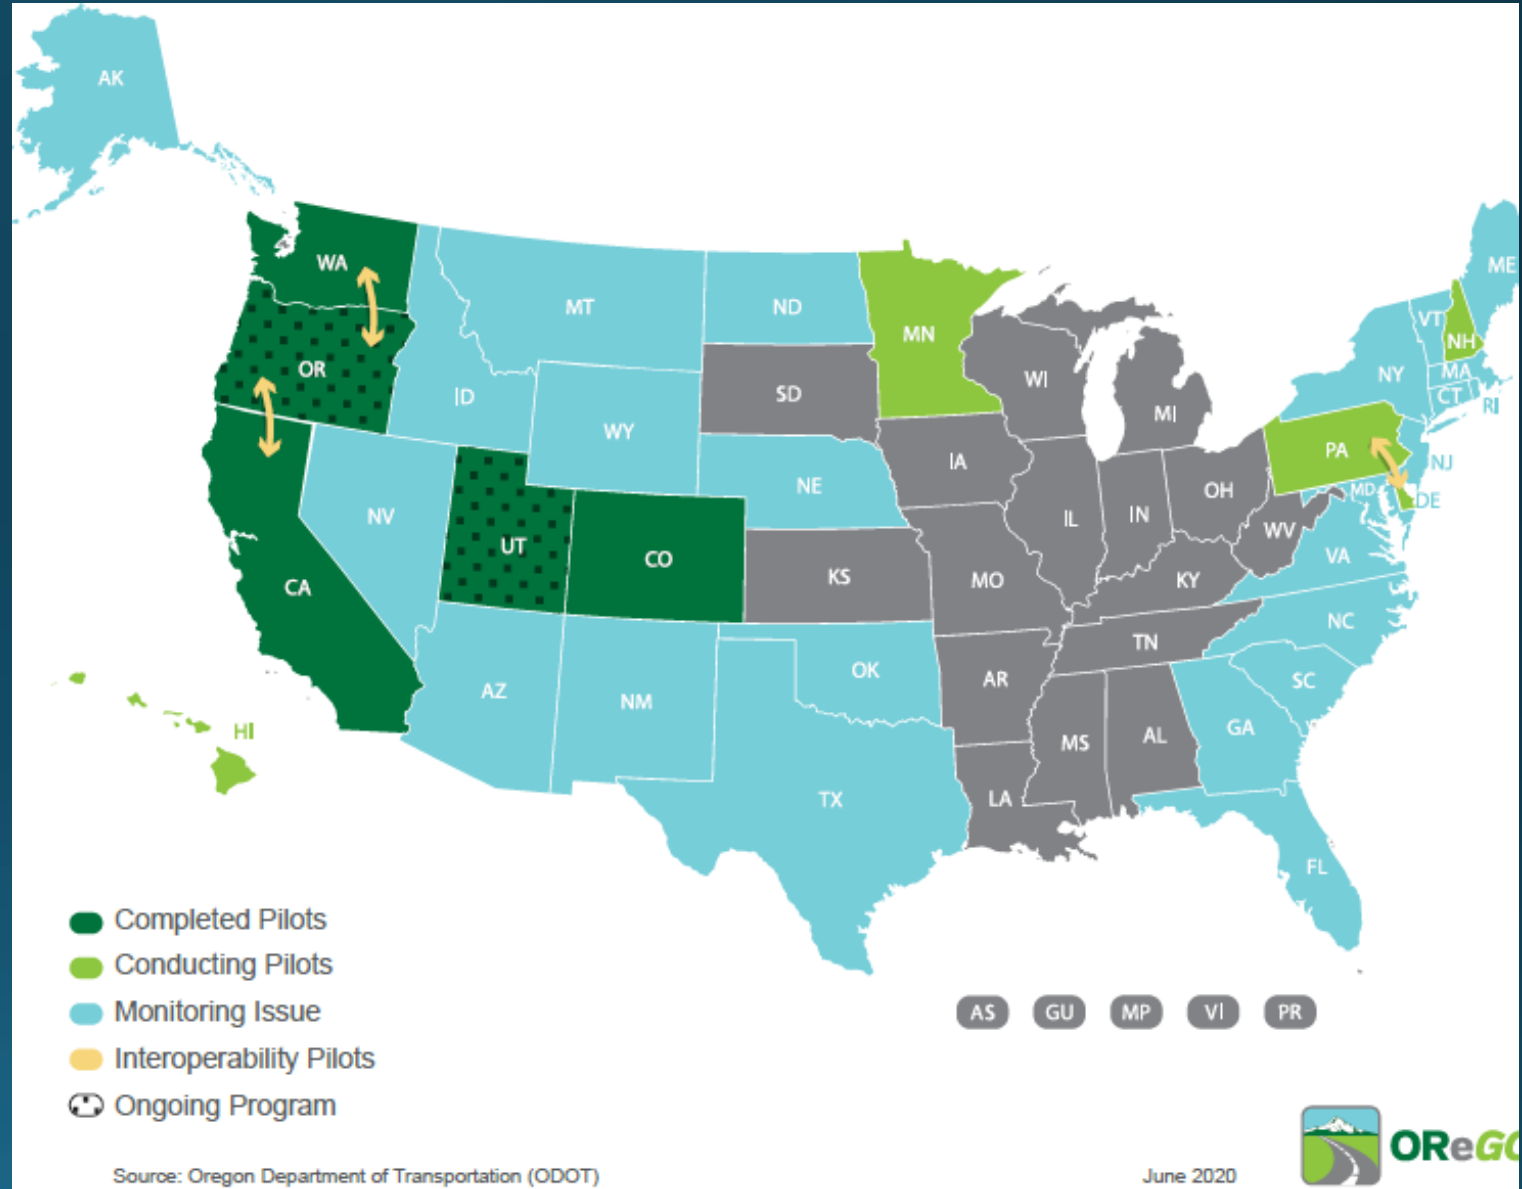 AK
WA
MT
ND
MN
ME
VT
NH
OR
ID
WY
SD
WI
MI
NY
MA
CT
RI
NV
UT
CO
NE
IA
IL
IN
OH
PA
NJ
MD
DE
WV
VA
CA
KS
MO
KY
NC
TN
SC
AZ
NM
OK
AR
MS
AL
GA
HI
TX
LA
FL
Completed Pilots
Conducting Pilots
Monitoring Issue
Interoperability Pilots
Ongoing Program
AS GU MP VI PR
Source: Oregon Department of Transportation (ODOT)
June 2020
OReGO